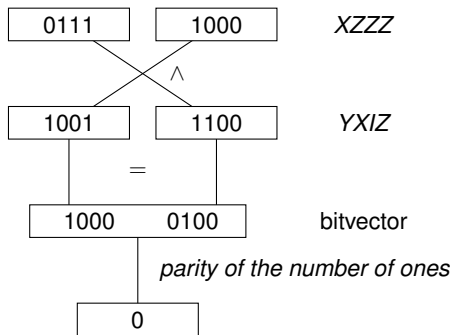 0111 1000 XZZZ
∧
1001 1100 YXIZ
=
1000 0100 bitvector
parity of the number of ones
0